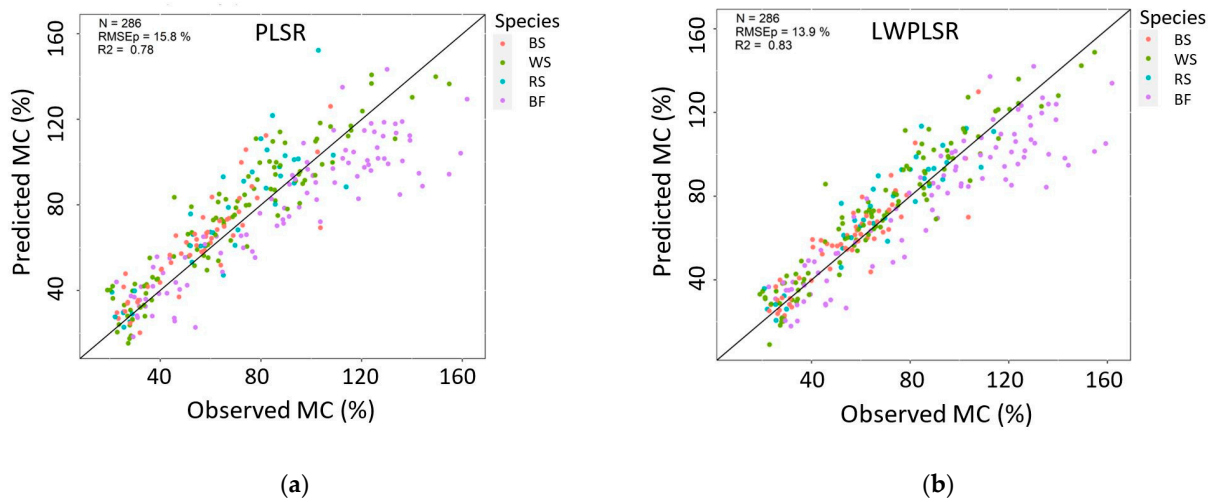 N = 286
RMSEp = 15.8 %
R2 = 0.78
PLSR
Species
BS
WS
RS
BF
160
120
80
40
Predicted MC (%)
40 80 120 160
Observed MC (%)
(a)
N = 286
RMSEp = 13.9 %
R2 = 0.83
LWPLSR
Species
BS
WS
RS
BF
160
120
80
40
Predicted MC (%)
40 80 120 160
Observed MC (%)
(b)